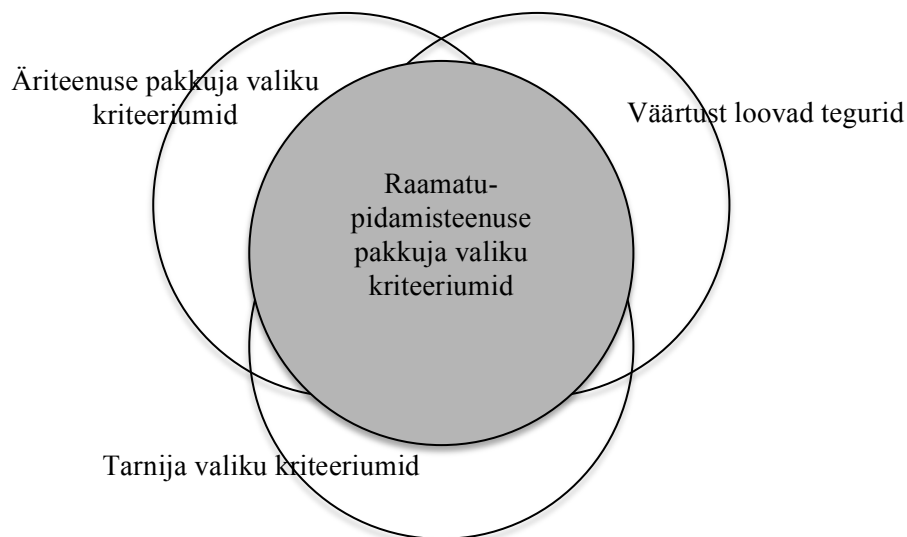 Äriteenuse pakkuja valiku
kriteeriumid
Väärtust loovad tegurid
Raamatu-
pidamisteenuse
pakkuja valiku
kriteeriumid
Tarnija valiku kriteeriumid